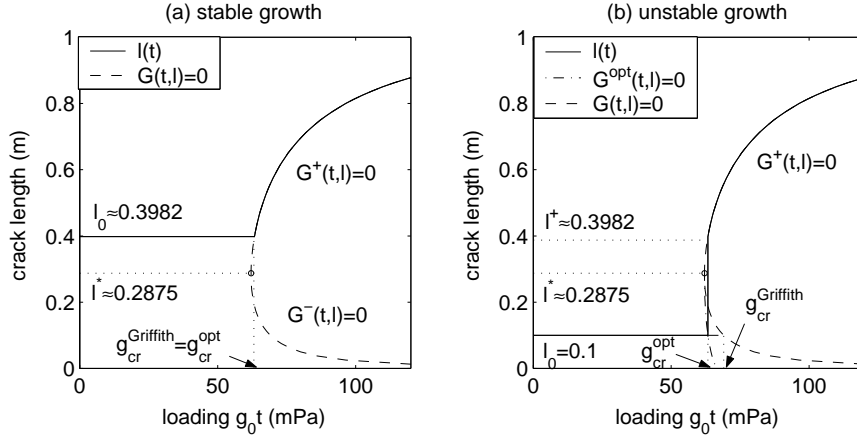 (a) stable growth
1
0.8
0.6
0.4
0.2
0
0
50
100
crack length (m)
loading g₀t (mPa)
l(t)
G(t,l)=0
G⁺(t,l)=0
l₀≈0.3982
l*≈0.2875
G⁻(t,l)=0
g_cr^Griffith=g_cr^opt
(b) unstable growth
1
0.8
0.6
0.4
0.2
0
0
50
100
crack length (m)
loading g₀t (mPa)
l(t)
G^opt(t,l)=0
G(t,l)=0
G⁺(t,l)=0
l⁺≈0.3982
l*≈0.2875
g_cr^Griffith
l₀=0.1
g_cr^opt